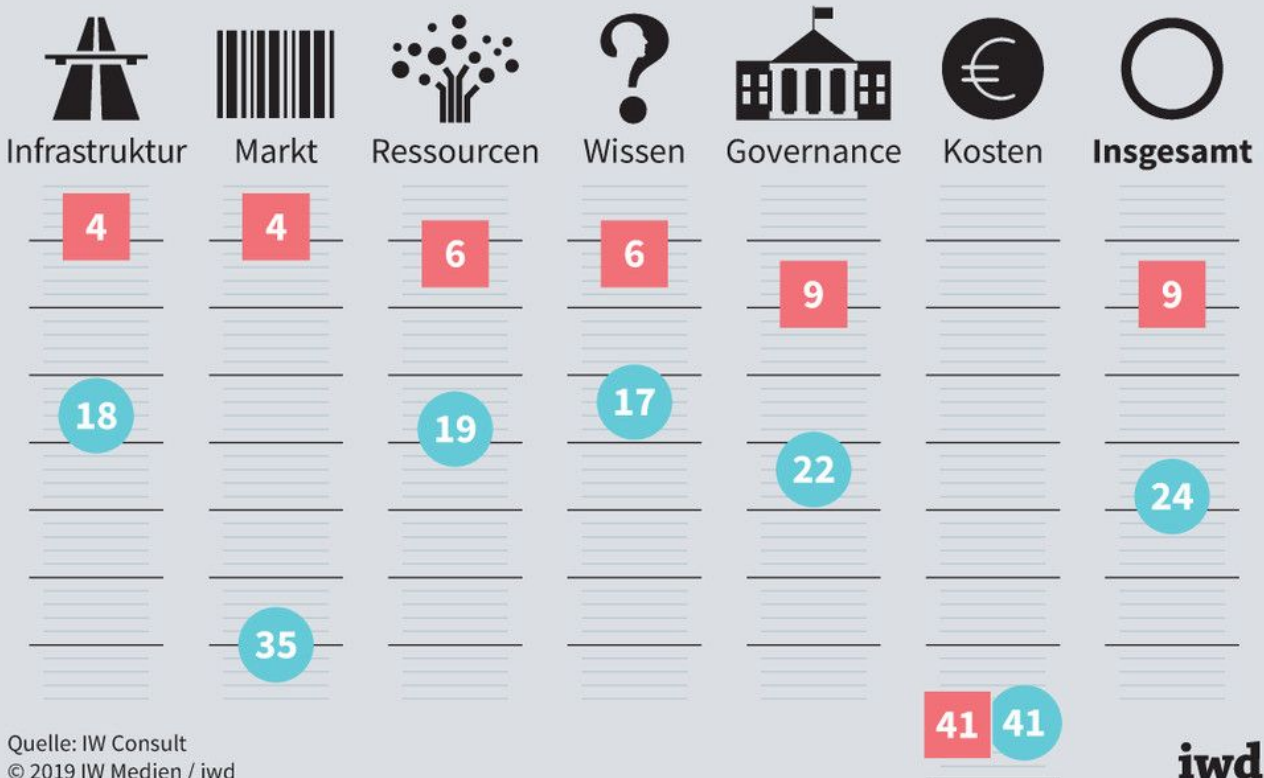 Infrastruktur Markt Ressourcen Wissen Governance Kosten Insgesamt
4 4
6 6
9 9
17
18
19
22
24
35
41 41
Quelle: IW Consult
© 2019 IW Medien / iwd
iwd